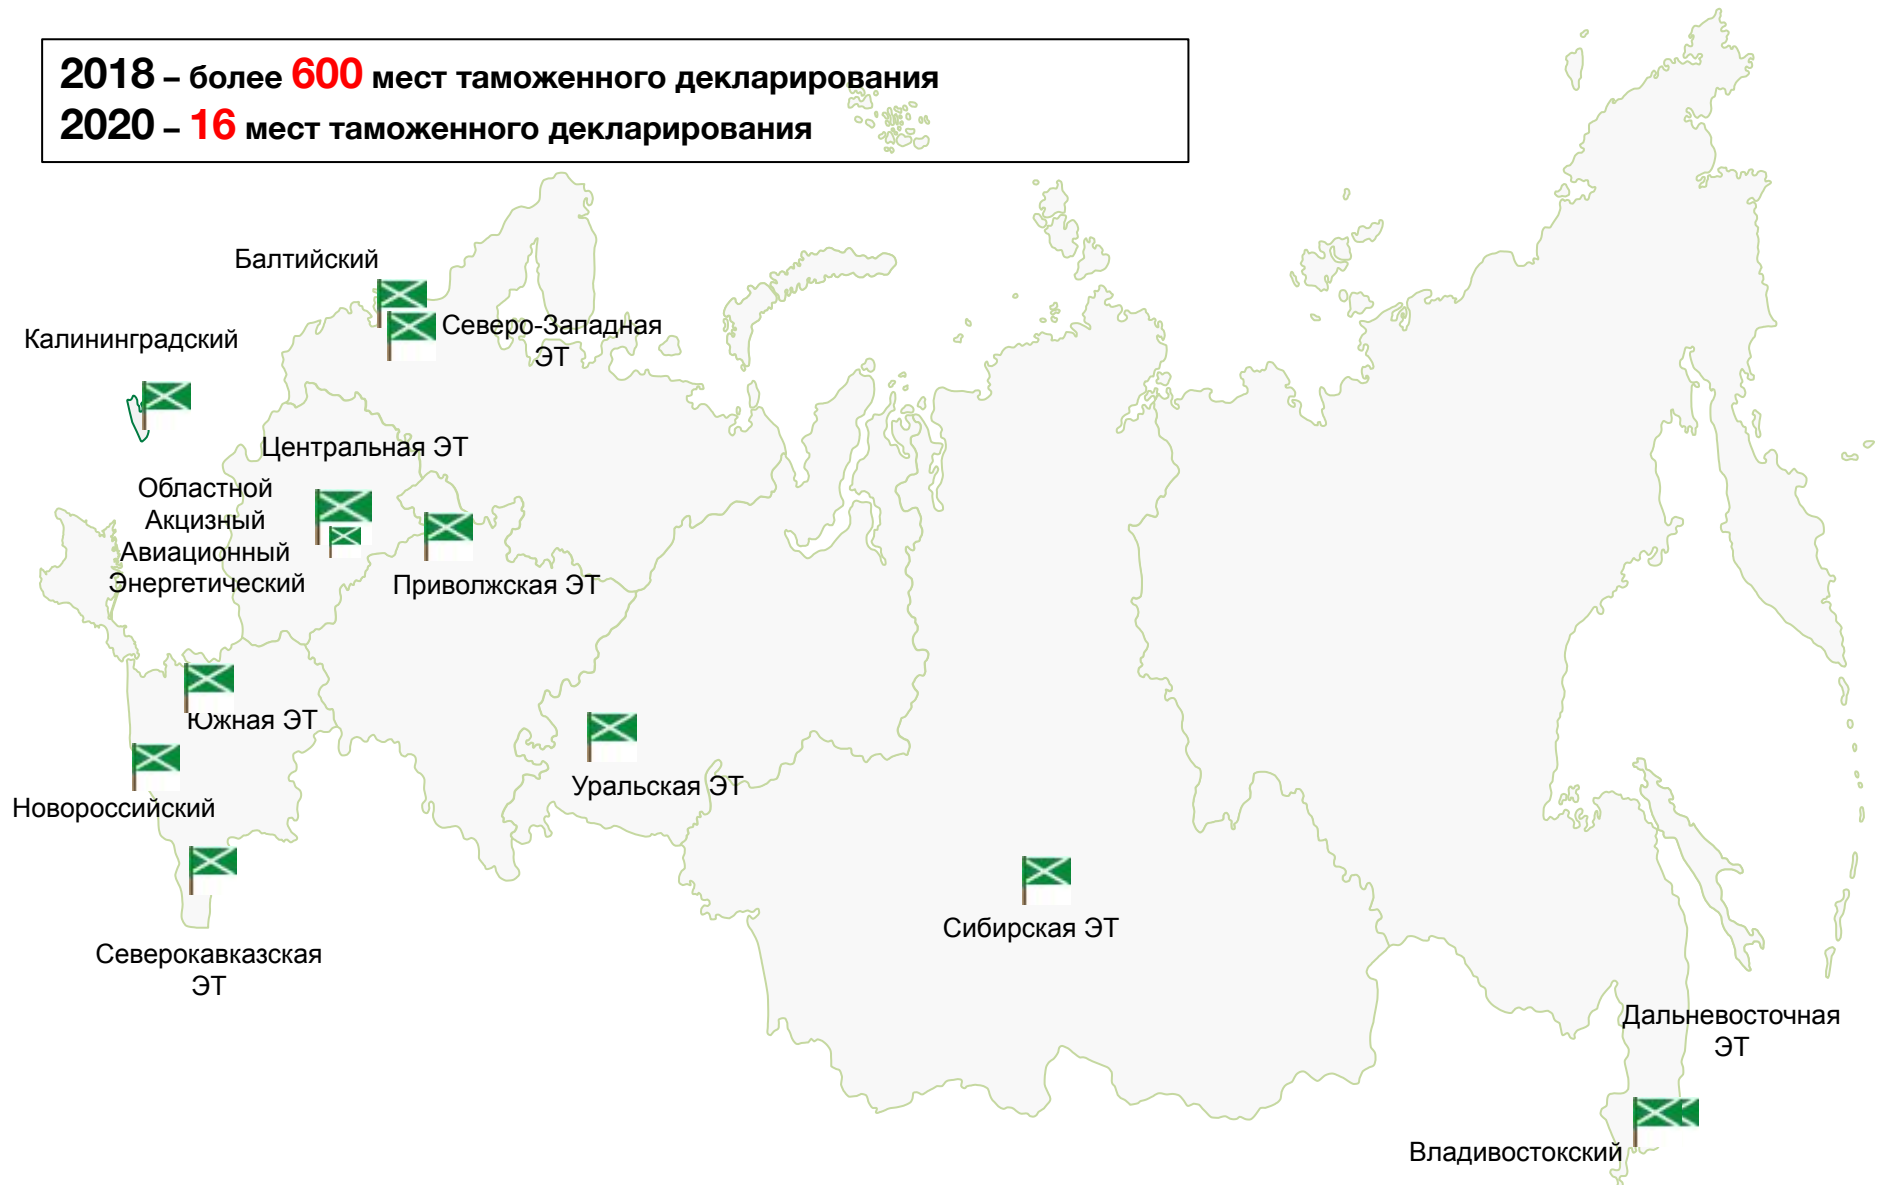 2018 – более 600 мест таможенного декларирования
2020 – 16 мест таможенного декларирования
Балтийский
Северо-Западная
ЭТ
Калининградский
Центральная ЭТ
Областной
Акцизный
Авиационный
Энергетический
Приволжская ЭТ
Южная ЭТ
Новороссийский
Уральская ЭТ
Северокавказская
ЭТ
Сибирская ЭТ
Дальневосточная
ЭТ
Владивостокский